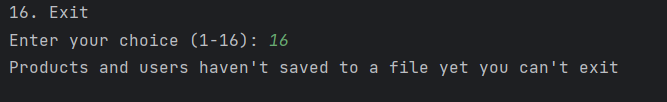 16. Exit
Enter your choice (1-16): 16
Products and users haven't saved to a file yet you can't exit